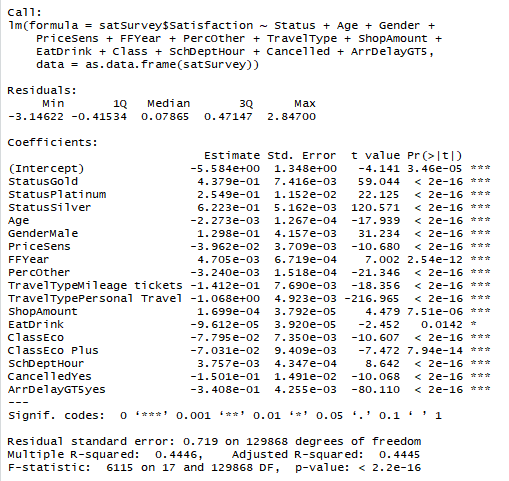 Call:
lm(formula = satSurvey$Satisfaction ~ Status + Age + Gender +
    PriceSens + FFYear + PercOther + TravelType + ShopAmount +
    EatDrink + Class + SchDeptHour + Cancelled + ArrDelayGT5,
    data = as.data.frame(satSurvey))

Residuals:
     Min       1Q   Median       3Q      Max
-3.14622 -0.41534  0.07865  0.47147  2.84700

Coefficients:
                            Estimate Std. Error  t value Pr(>|t|)
(Intercept)               -5.584e+00  1.348e+00   -4.141 3.46e-05 ***
StatusGold                 4.379e-01  7.416e-03   59.044  < 2e-16 ***
StatusPlatinum             2.549e-01  1.152e-02   22.125  < 2e-16 ***
StatusSilver               6.223e-01  5.162e-03  120.571  < 2e-16 ***
Age                       -2.273e-03  1.267e-04  -17.939  < 2e-16 ***
GenderMale                 1.298e-01  4.157e-03   31.234  < 2e-16 ***
PriceSens                 -3.962e-02  3.709e-03  -10.680  < 2e-16 ***
FFYear                     4.705e-03  6.719e-04    7.002 2.54e-12 ***
PercOther                 -3.240e-03  1.518e-04  -21.346  < 2e-16 ***
TravelTypeMileage tickets -1.412e-01  7.690e-03  -18.356  < 2e-16 ***
TravelTypePersonal Travel -1.068e+00  4.923e-03 -216.965  < 2e-16 ***
ShopAmount                 1.699e-04  3.792e-05    4.479 7.51e-06 ***
EatDrink                  -9.612e-05  3.920e-05   -2.452   0.0142 *
ClassEco                  -7.795e-02  7.350e-03  -10.607  < 2e-16 ***
ClassEco Plus             -7.031e-02  9.409e-03   -7.472 7.94e-14 ***
SchDeptHour                3.757e-03  4.347e-04    8.642  < 2e-16 ***
CancelledYes              -1.501e-01  1.491e-02  -10.068  < 2e-16 ***
ArrDelayGT5yes            -3.408e-01  4.255e-03  -80.110  < 2e-16 ***
---
Signif. codes:  0 ‘***’ 0.001 ‘**’ 0.01 ‘*’ 0.05 ‘.’ 0.1 ‘ ’ 1

Residual standard error: 0.719 on 129868 degrees of freedom
Multiple R-squared:  0.4446,    Adjusted R-squared:  0.4445
F-statistic:  6115 on 17 and 129868 DF,  p-value: < 2.2e-16